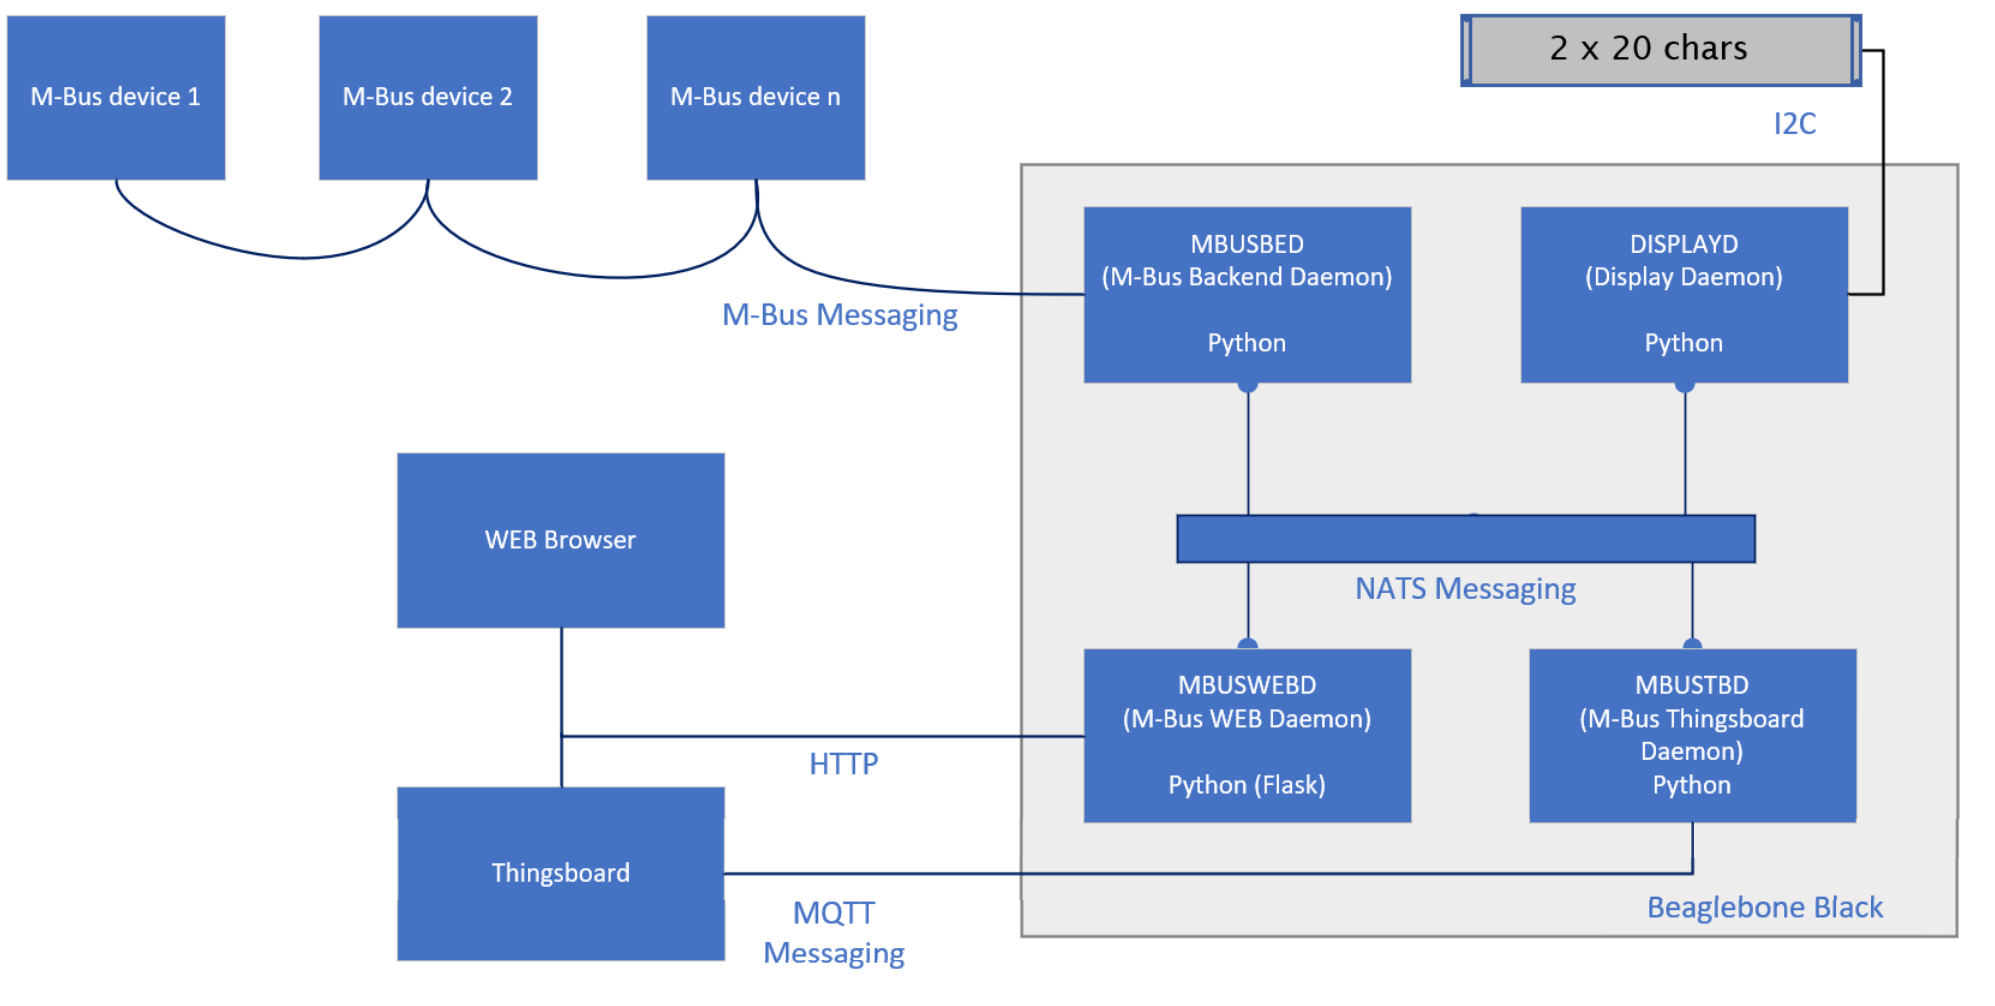 M-Bus device 1
M-Bus device 2
M-Bus device n
2 x 20 chars
I2C
MBUSBED
(M-Bus Backend Daemon)
Python
DISPLAYD
(Display Daemon)
Python
M-Bus Messaging
WEB Browser
NATS Messaging
MBUSWEBD
(M-Bus WEB Daemon)
Python (Flask)
MBUSTBD
(M-Bus Thingsboard
Daemon)
Python
HTTP
Thingsboard
MQTT
Messaging
Beaglebone Black